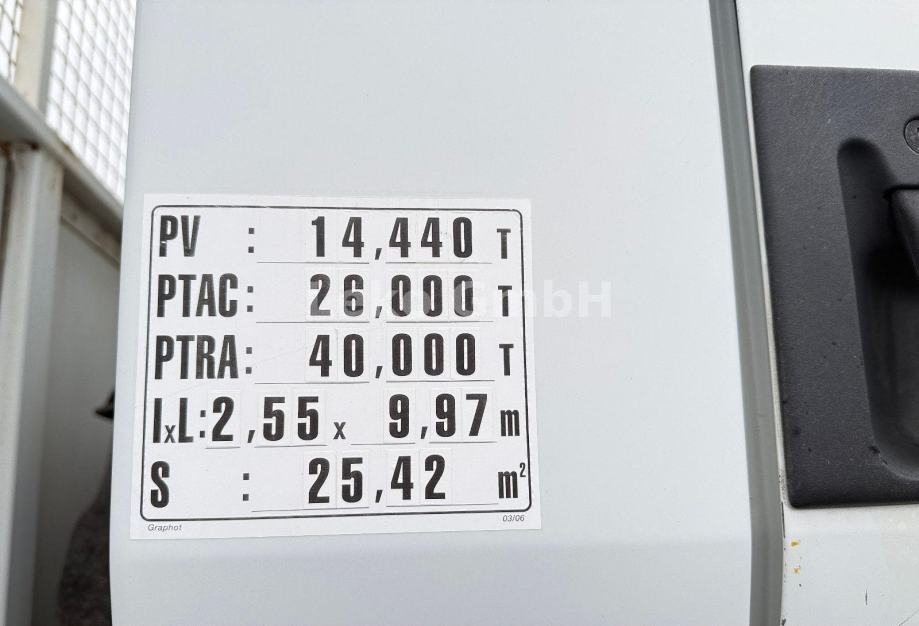 PV : 14,440 T
PTAC: 26,000 T
PTRA: 40,000 T
lxL: 2,55 x 9,97 m
S : 25,42 m²
Graphot 03/06